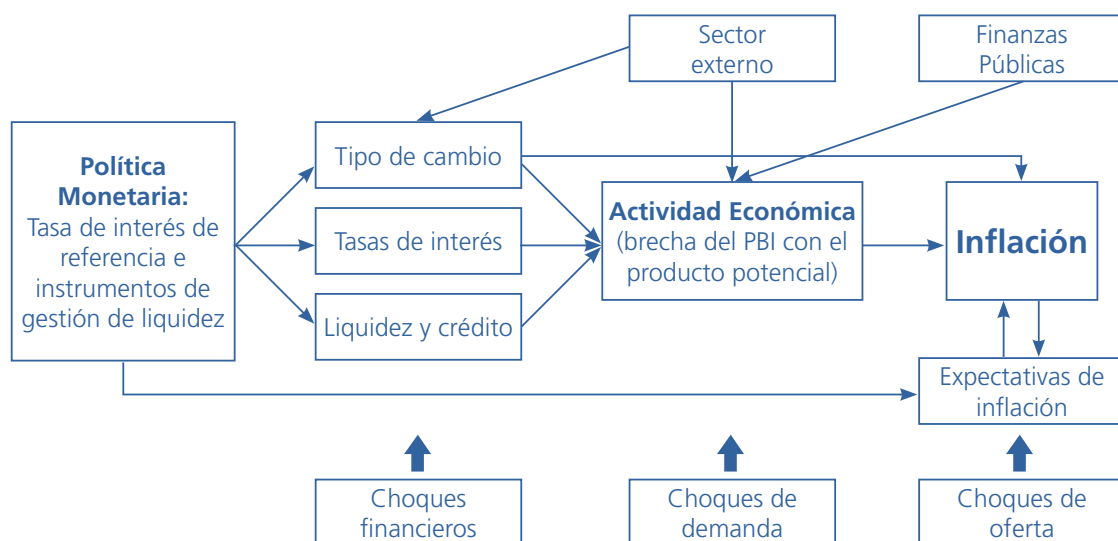 Sector
externo
Finanzas
Públicas
Política
Monetaria:
Tasa de interés de
referencia e
instrumentos de
gestión de liquidez
Tipo de cambio
Tasas de interés
Liquidez y crédito
Actividad Económica
(brecha del PBI con el
producto potencial)
Inflación
Expectativas de
inflación
Choques
financieros
Choques de
demanda
Choques de
oferta